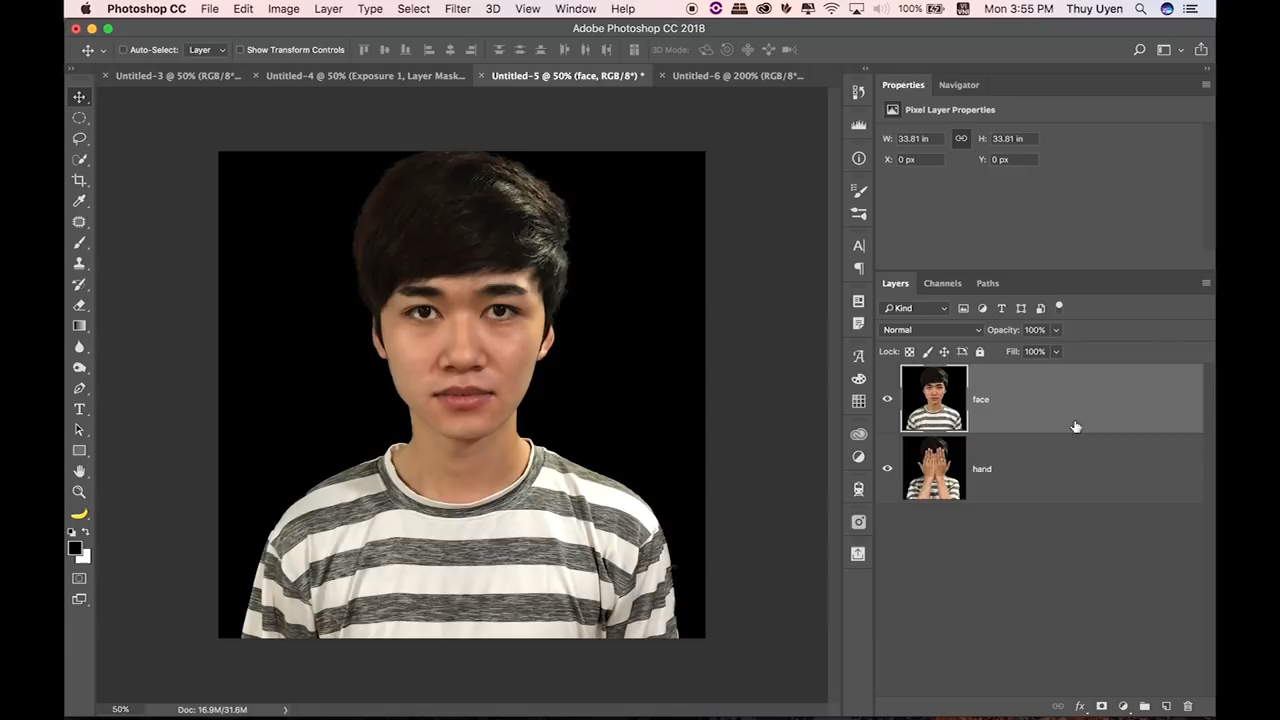 Photoshop CC File Edit Image Layer Type Select Filter 3D View Window Help 100% Mon 3:55 PM Thuy Uyen
Adobe Photoshop CC 2018
Auto-Select: Layer Show Transform Controls 3D Mode:
Untitled-3 @ 50% (RGB/8*... Untitled-4 @ 50% (Exposure 1, Layer Mask... Untitled-5 @ 50% (face, RGB/8*) * Untitled-6 @ 200% (RGB/8*...
Properties Navigator
Pixel Layer Properties
W: 33.81 in H: 33.81 in
X: 0 px Y: 0 px
Layers Channels Paths
Kind
Normal Opacity: 100%
Lock: Fill: 100%
face
hand
50% Doc: 16.9M/31.6M